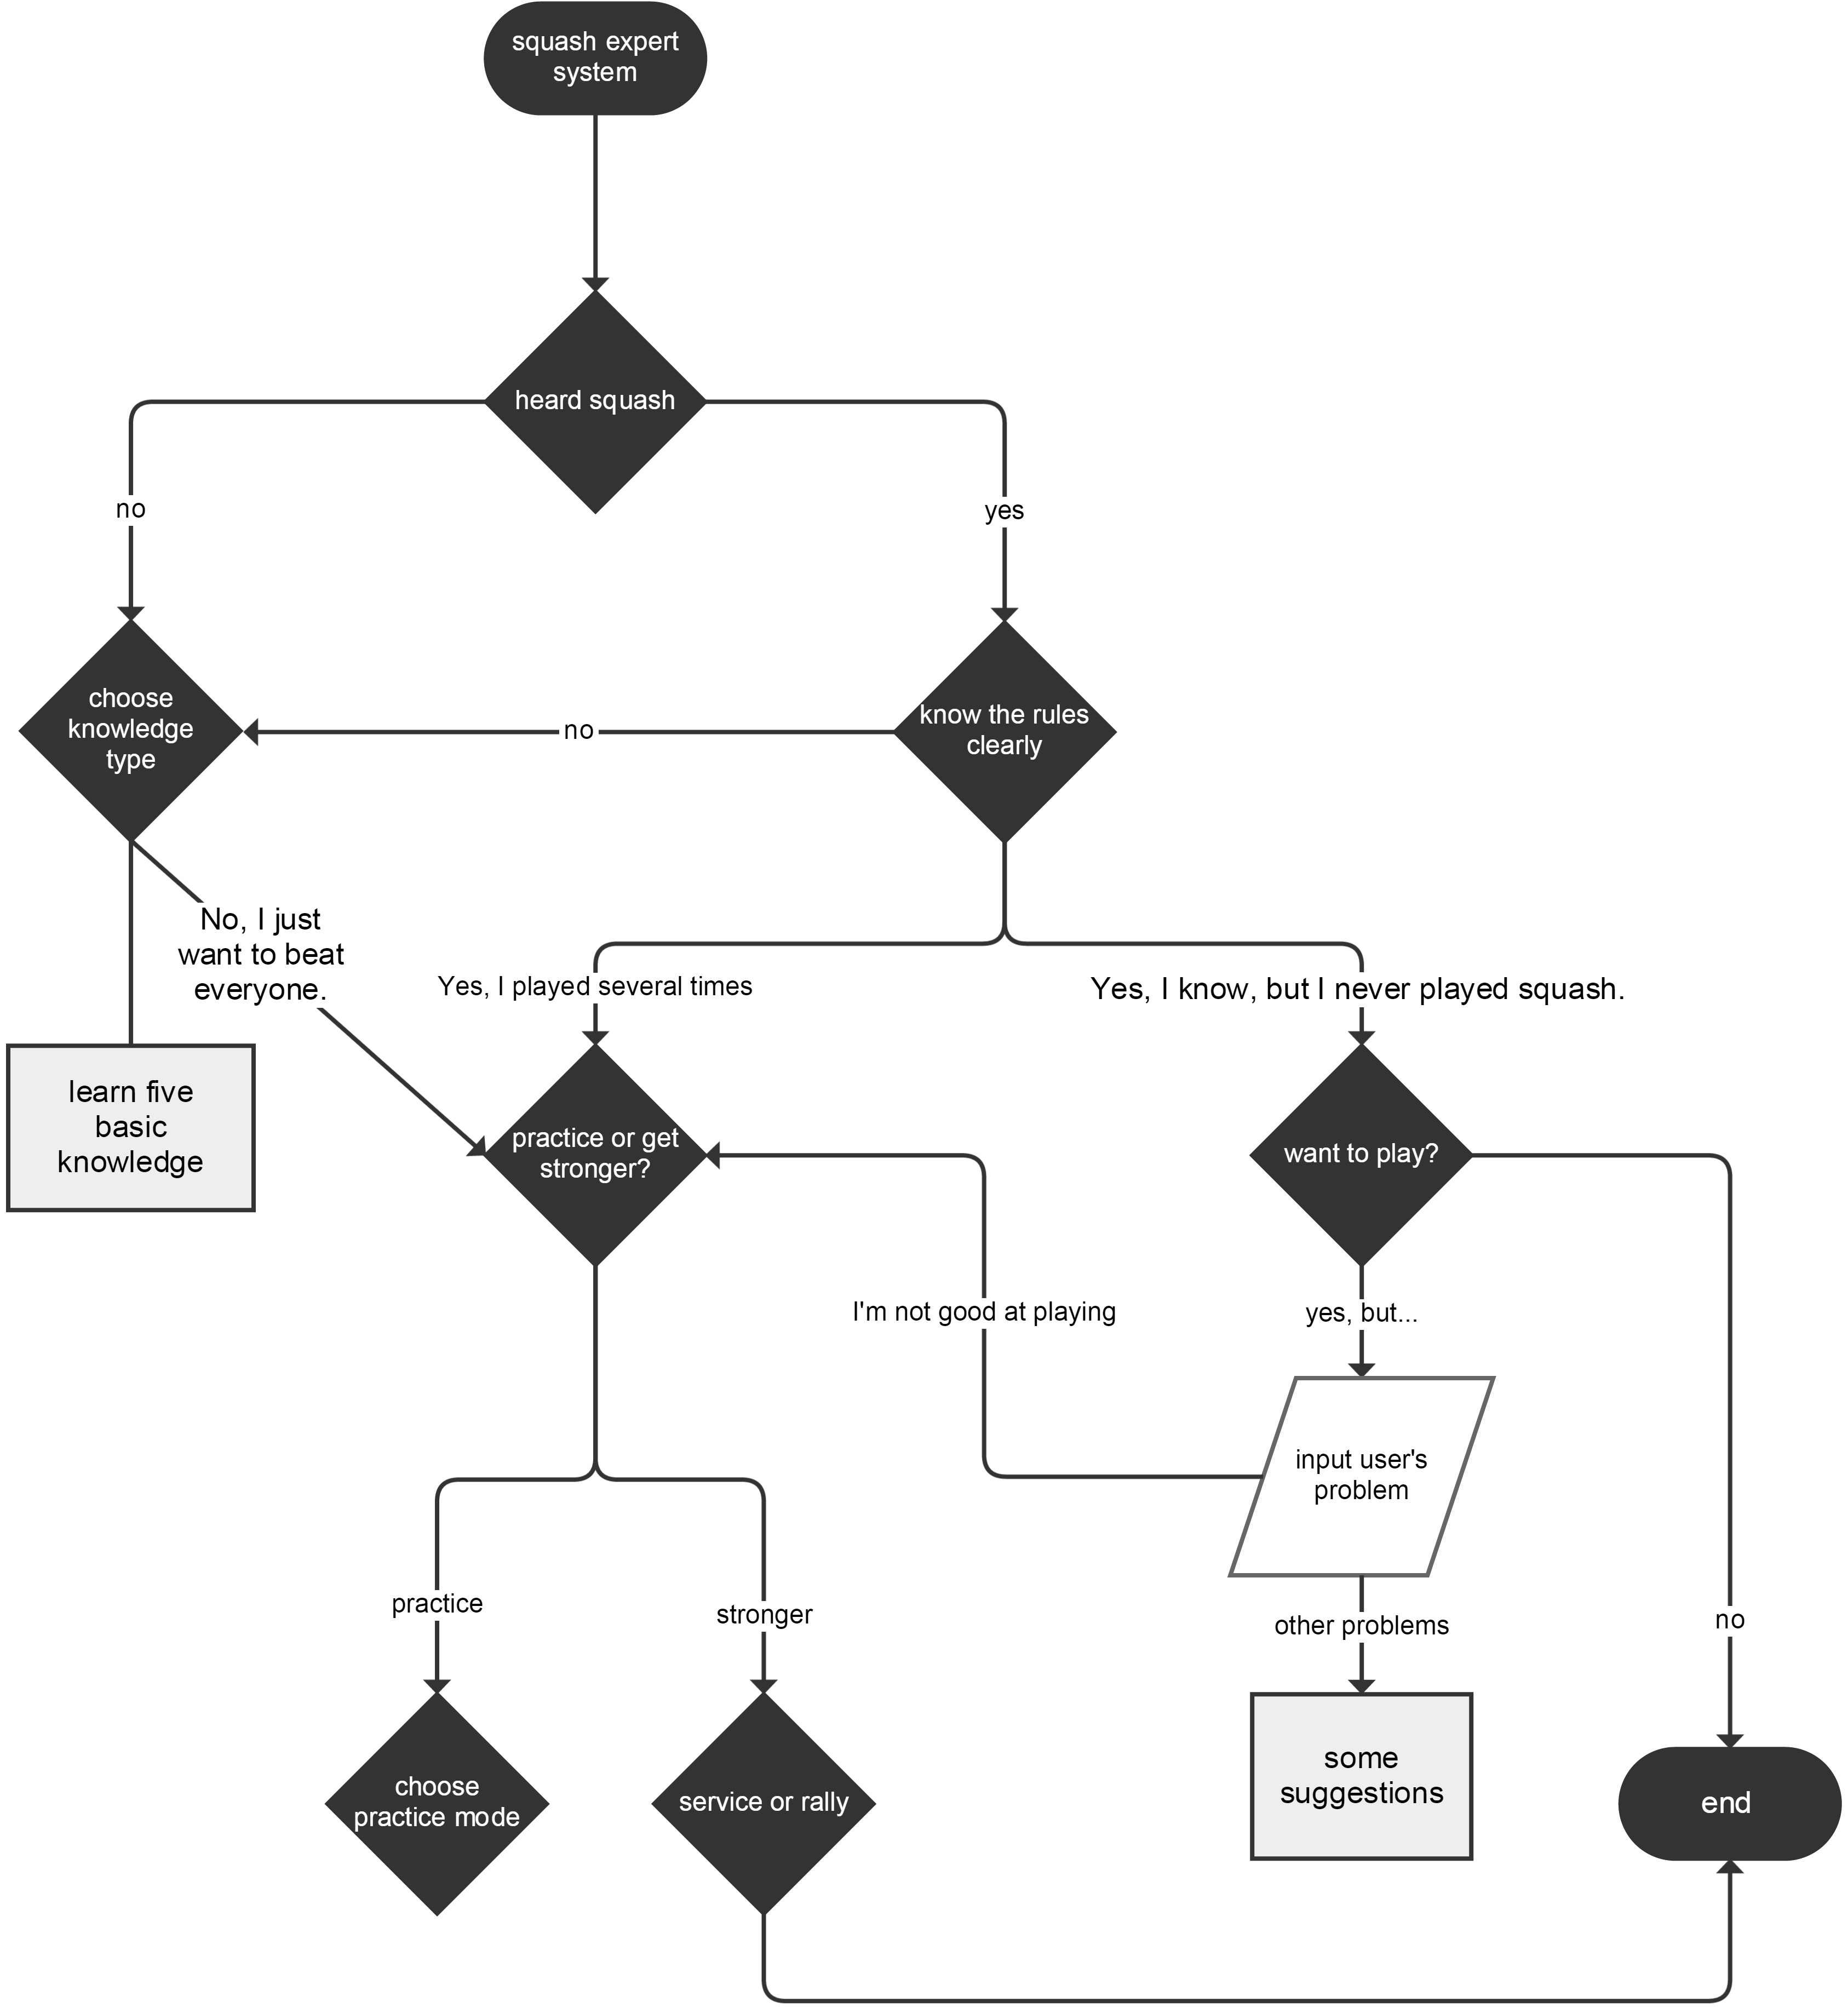 squash expert
system
heard squash
no
yes
choose
knowledge
type
no
know the rules
clearly
No, I just
want to beat
everyone.
Yes, I played several times
Yes, I know, but I never played squash.
learn five
basic
knowledge
practice or get
stronger?
want to play?
I'm not good at playing
yes, but...
input user's
problem
practice
stronger
other problems
no
choose
practice mode
service or rally
some
suggestions
end